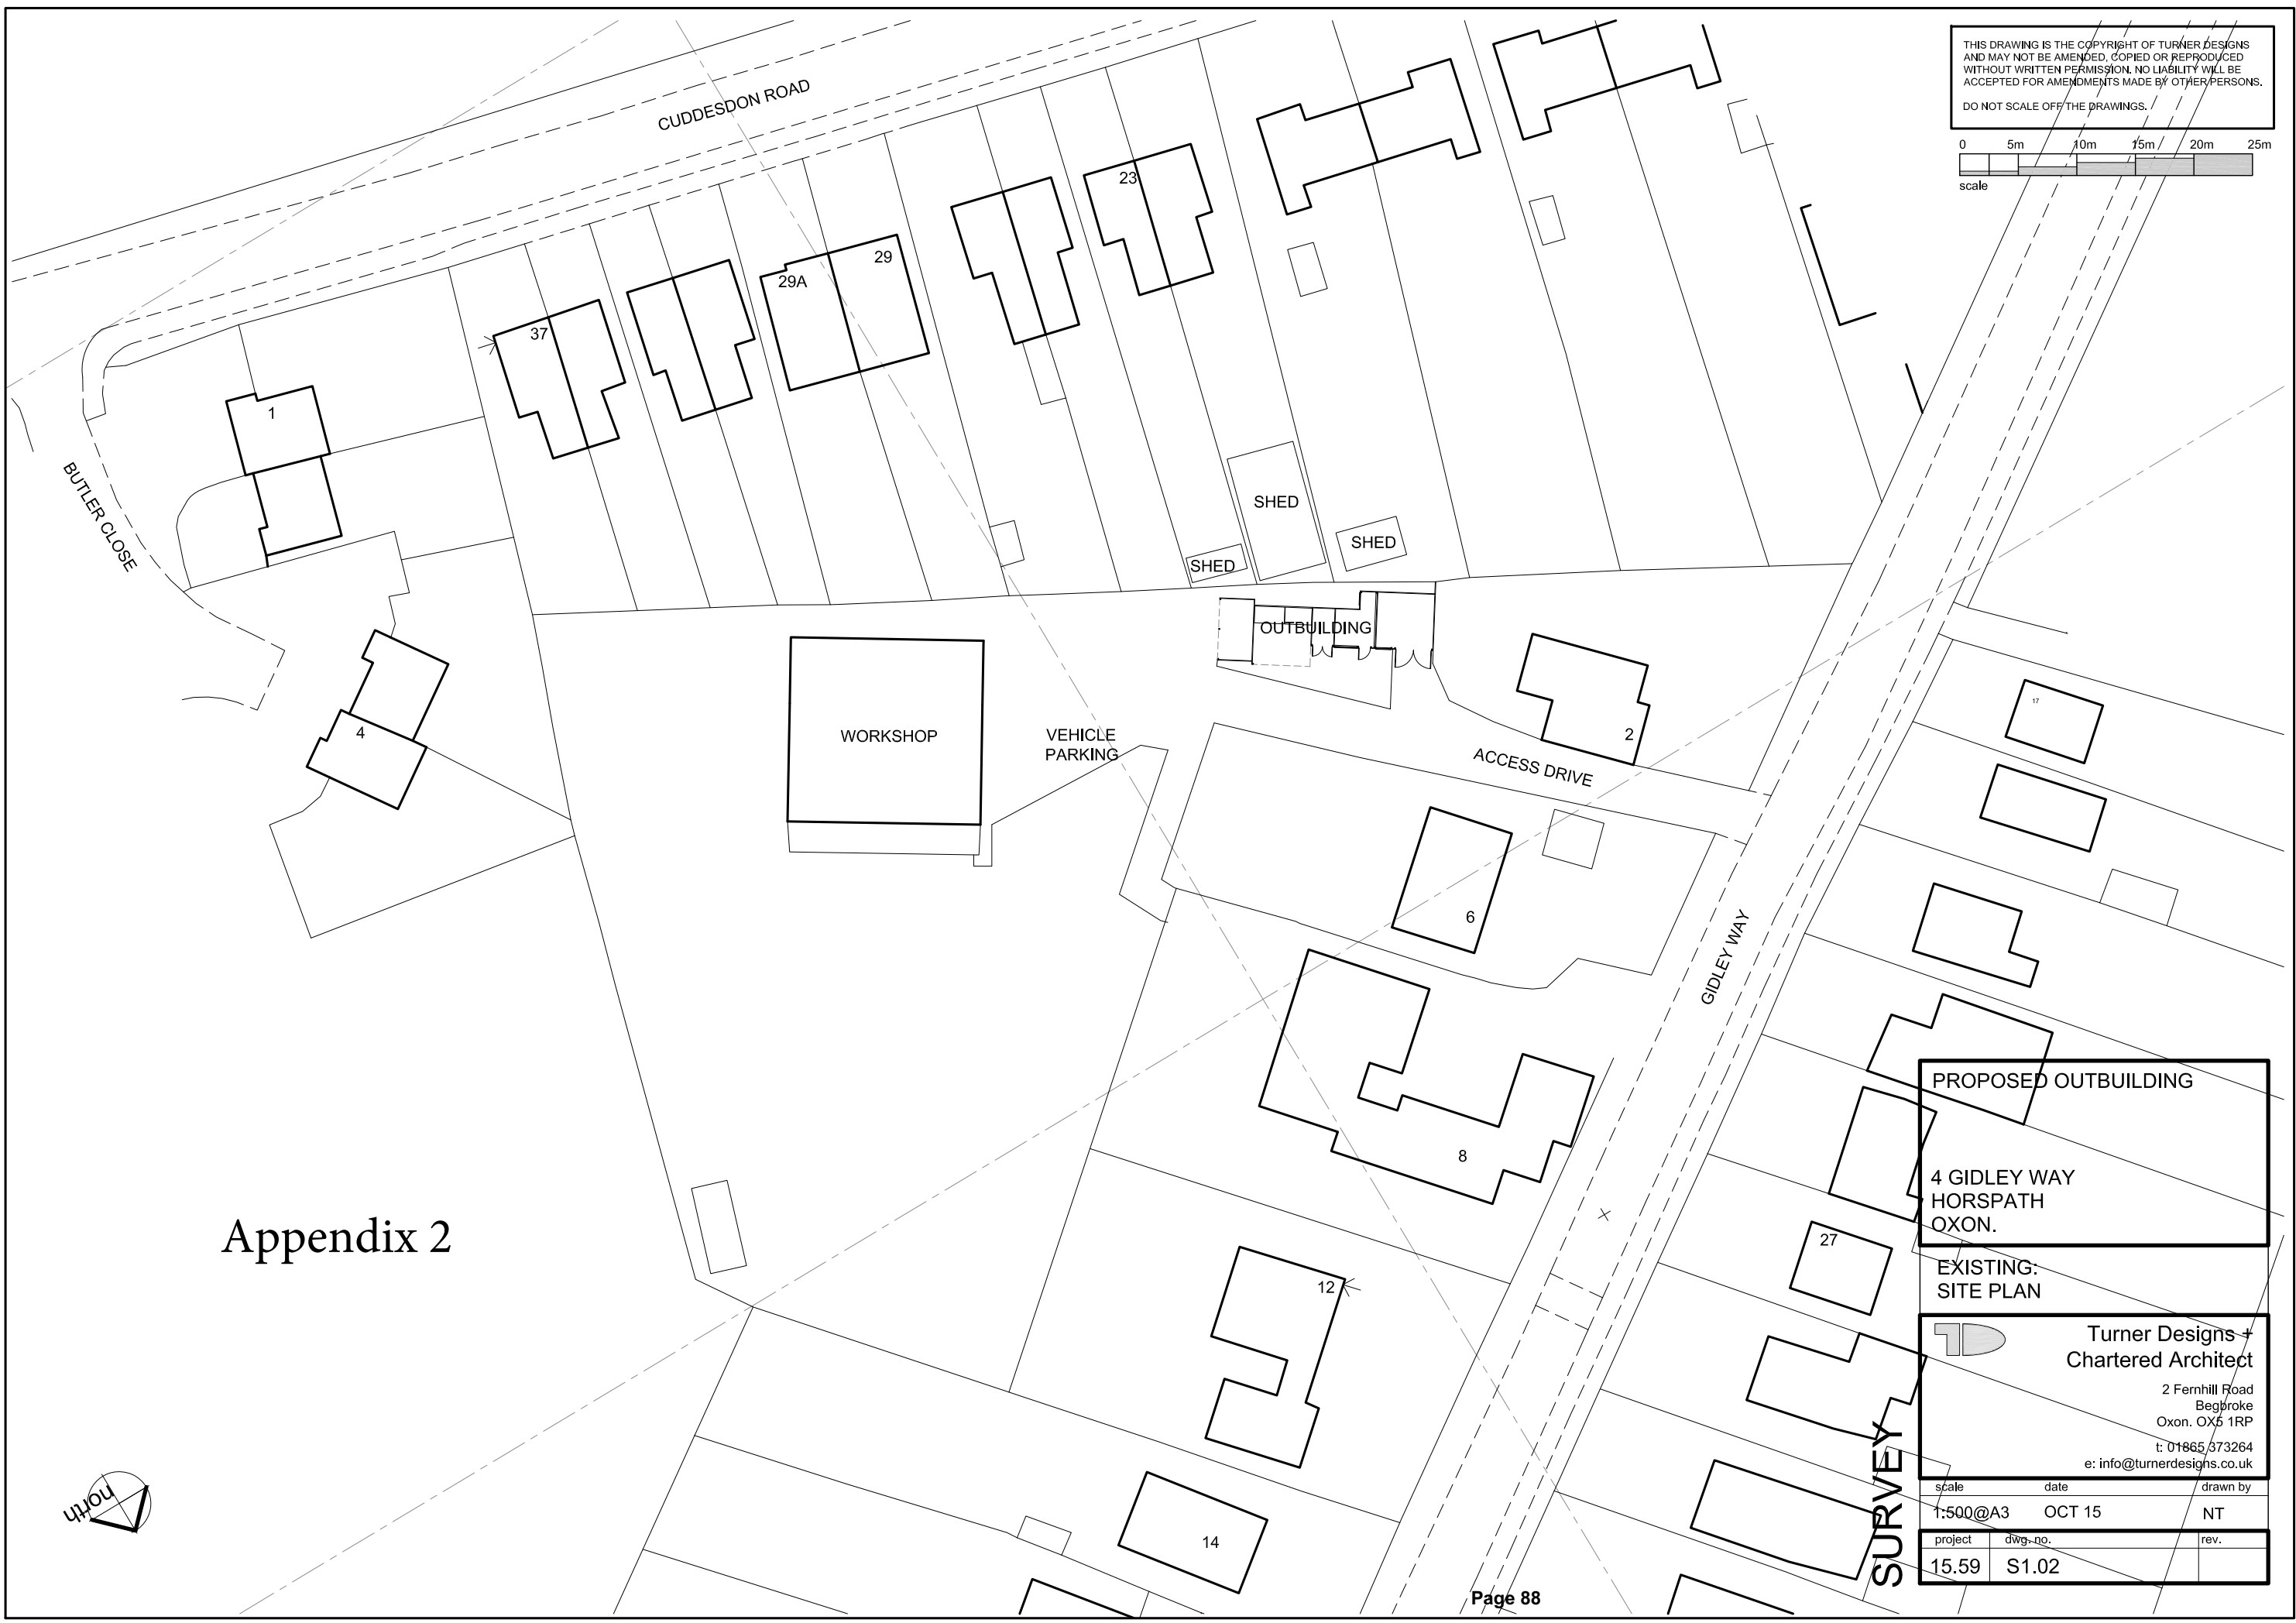 THIS DRAWING IS THE COPYRIGHT OF TURNER DESIGNS
AND MAY NOT BE AMENDED, COPIED OR REPRODUCED
WITHOUT WRITTEN PERMISSION. NO LIABILITY WILL BE
ACCEPTED FOR AMENDMENTS MADE BY OTHER PERSONS.
DO NOT SCALE OFF THE DRAWINGS.
0 5m 10m 15m 20m 25m
scale
CUDDESDON ROAD
23
29
29A
37
1
BUTLER CLOSE
SHED
SHED
SHED
OUTBUILDING
17
4
WORKSHOP
VEHICLE
PARKING
2
ACCESS DRIVE
6
GIDLEY WAY
8
27
12
14
Appendix 2
north
PROPOSED OUTBUILDING
4 GIDLEY WAY
HORSPATH
OXON.
EXISTING:
SITE PLAN
Turner Designs +
Chartered Architect
2 Fernhill Road
Begbroke
Oxon. OX5 1RP
t: 01865 373264
e: info@turnerdesigns.co.uk
SURVEY
scale date drawn by
1:500@A3 OCT 15 NT
project dwg. no. rev.
15.59 S1.02
Page 88